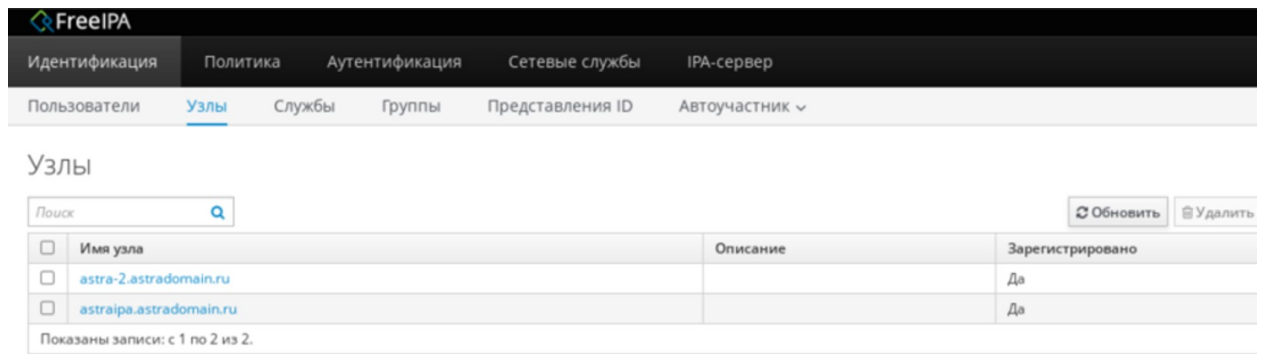 FreeIPA
Идентификация Политика Аутентификация Сетевые службы IPA-сервер
Пользователи Узлы Службы Группы Представления ID Автоучастник
Узлы
Поиск Обновить Удалить
Имя узла Описание Зарегистрировано
astra-2.astradomain.ru Да
astraipa.astradomain.ru Да
Показаны записи: с 1 по 2 из 2.